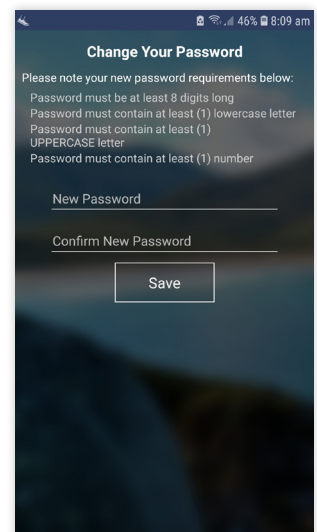 46% 8:09 am
Change Your Password
Please note your new password requirements below:
Password must be at least 8 digits long
Password must contain at least (1) lowercase letter
Password must contain at least (1)
UPPERCASE letter
Password must contain at least (1) number
New Password
Confirm New Password
Save